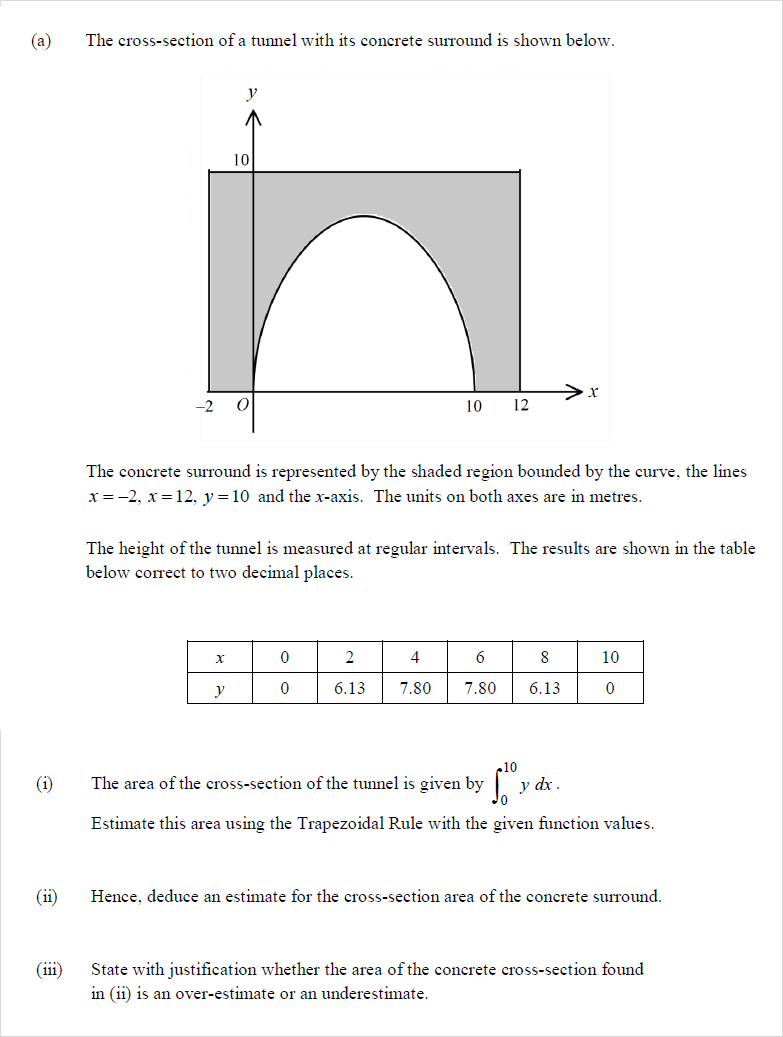 (a) The cross-section of a tunnel with its concrete surround is shown below.
y
10
x
-2 O 10 12
The concrete surround is represented by the shaded region bounded by the curve, the lines
x = −2, x = 12, y = 10 and the x-axis. The units on both axes are in metres.
The height of the tunnel is measured at regular intervals. The results are shown in the table
below correct to two decimal places.
x 0 2 4 6 8 10
y 0 6.13 7.80 7.80 6.13 0
(i) The area of the cross-section of the tunnel is given by ∫₀¹⁰ y dx .
Estimate this area using the Trapezoidal Rule with the given function values.
(ii) Hence, deduce an estimate for the cross-section area of the concrete surround.
(iii) State with justification whether the area of the concrete cross-section found
in (ii) is an over-estimate or an underestimate.